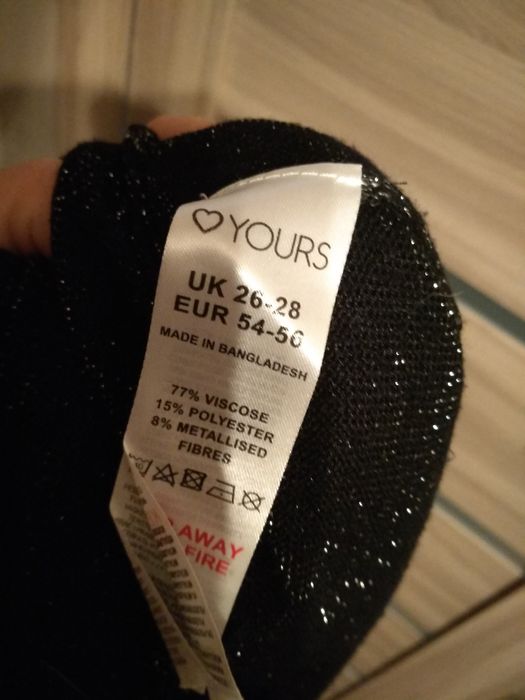 YOURS
UK 26-28
EUR 54-56
MADE IN BANGLADESH
77% VISCOSE
15% POLYESTER
8% METALLISED
FIBRES
AWAY
FIRE